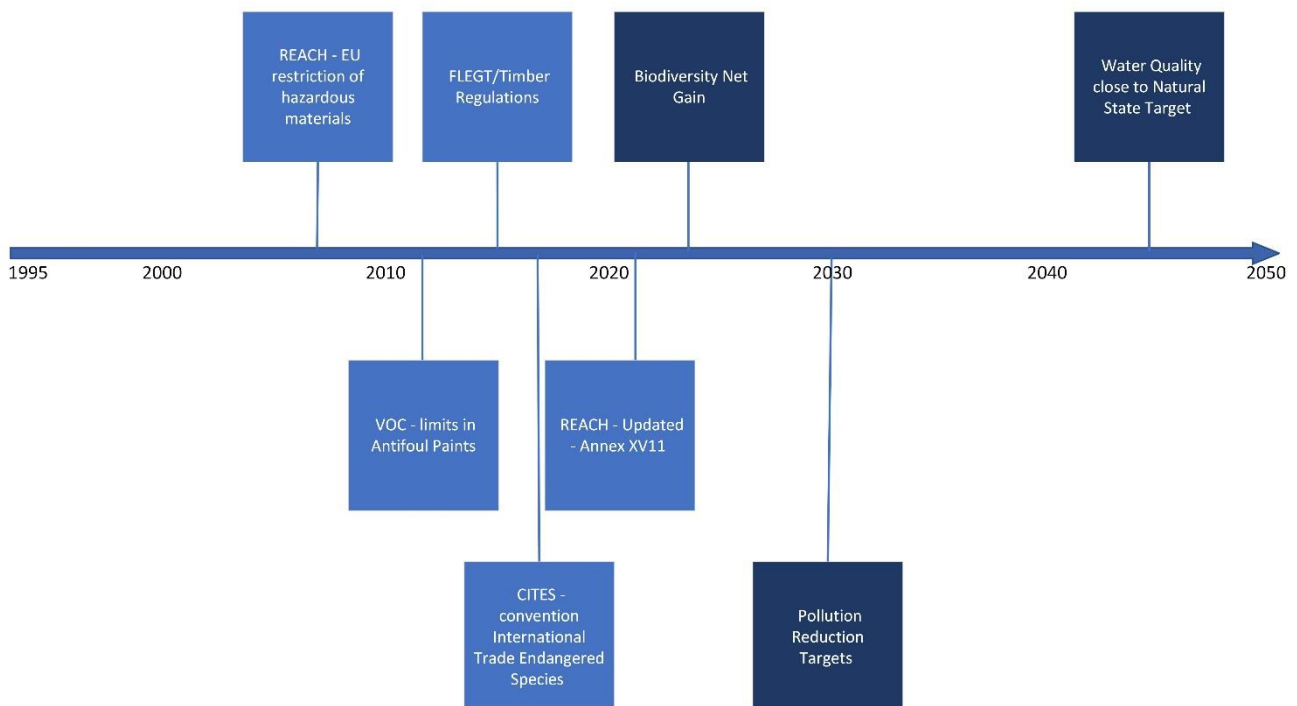 REACH - EU
restriction of
hazardous
materials
FLEGT/Timber
Regulations
Biodiversity Net
Gain
Water Quality
close to Natural
State Target
1995
2000
2010
2020
2030
2040
2050
VOC - limits in
Antifoul Paints
REACH - Updated
- Annex XV11
CITES -
convention
International
Trade Endangered
Species
Pollution
Reduction
Targets